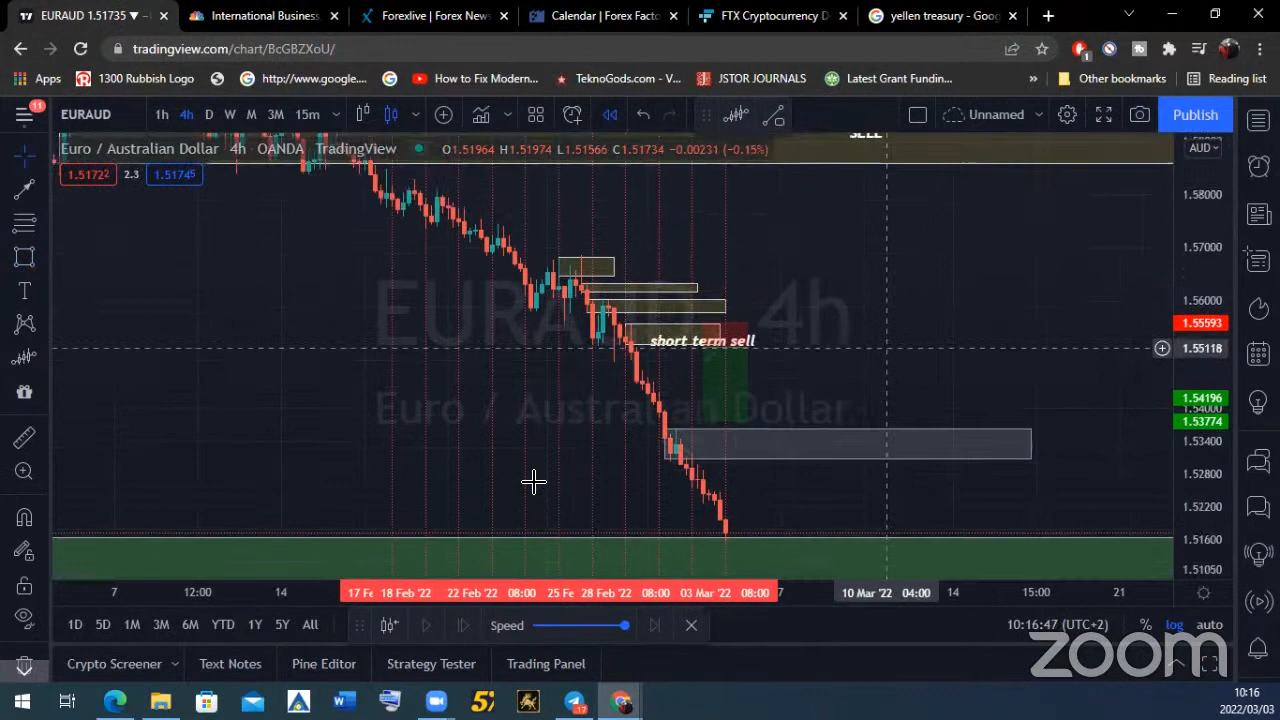 EURAUD 1.51735 ▼
International Business
Forexlive | Forex News
Calendar | Forex Facto
FTX Cryptocurrency D
yellen treasury - Goog
tradingview.com/chart/BcGBZXoU/
1
Apps
1300 Rubbish Logo
http://www.google...
How to Fix Modern...
TeknoGods.com - V...
JSTOR JOURNALS
Latest Grant Fundin...
»
Other bookmarks
Reading list
11
EURAUD
1h 4h D W M 3M 15m
Unnamed
Publish
SELL
Euro / Australian Dollar 4h OANDA TradingView
O1.51964 H1.51974 L1.51566 C1.51734 −0.00231 (−0.15%)
AUD
1.51722
2.3
1.51745
1.58000
1.57000
1.56000
1.55593
1.55118
1.54196
1.54000
1.53774
1.53400
1.52800
1.52200
1.51600
1.51050
EURAUD 4h
Euro / Australian Dollar
short term sell
7 12:00 14 17 Fe 18 Feb '22 22 Feb '22 08:00 25 Fe 28 Feb '22 08:00 03 Mar '22 08:00 7 10 Mar '22 04:00 14 15:00 21
1D 5D 1M 3M 6M YTD 1Y 5Y All
Speed
10:16:47 (UTC+2)
% log auto
Crypto Screener
Text Notes
Pine Editor
Strategy Tester
Trading Panel
zoom
17
10:16
2022/03/03